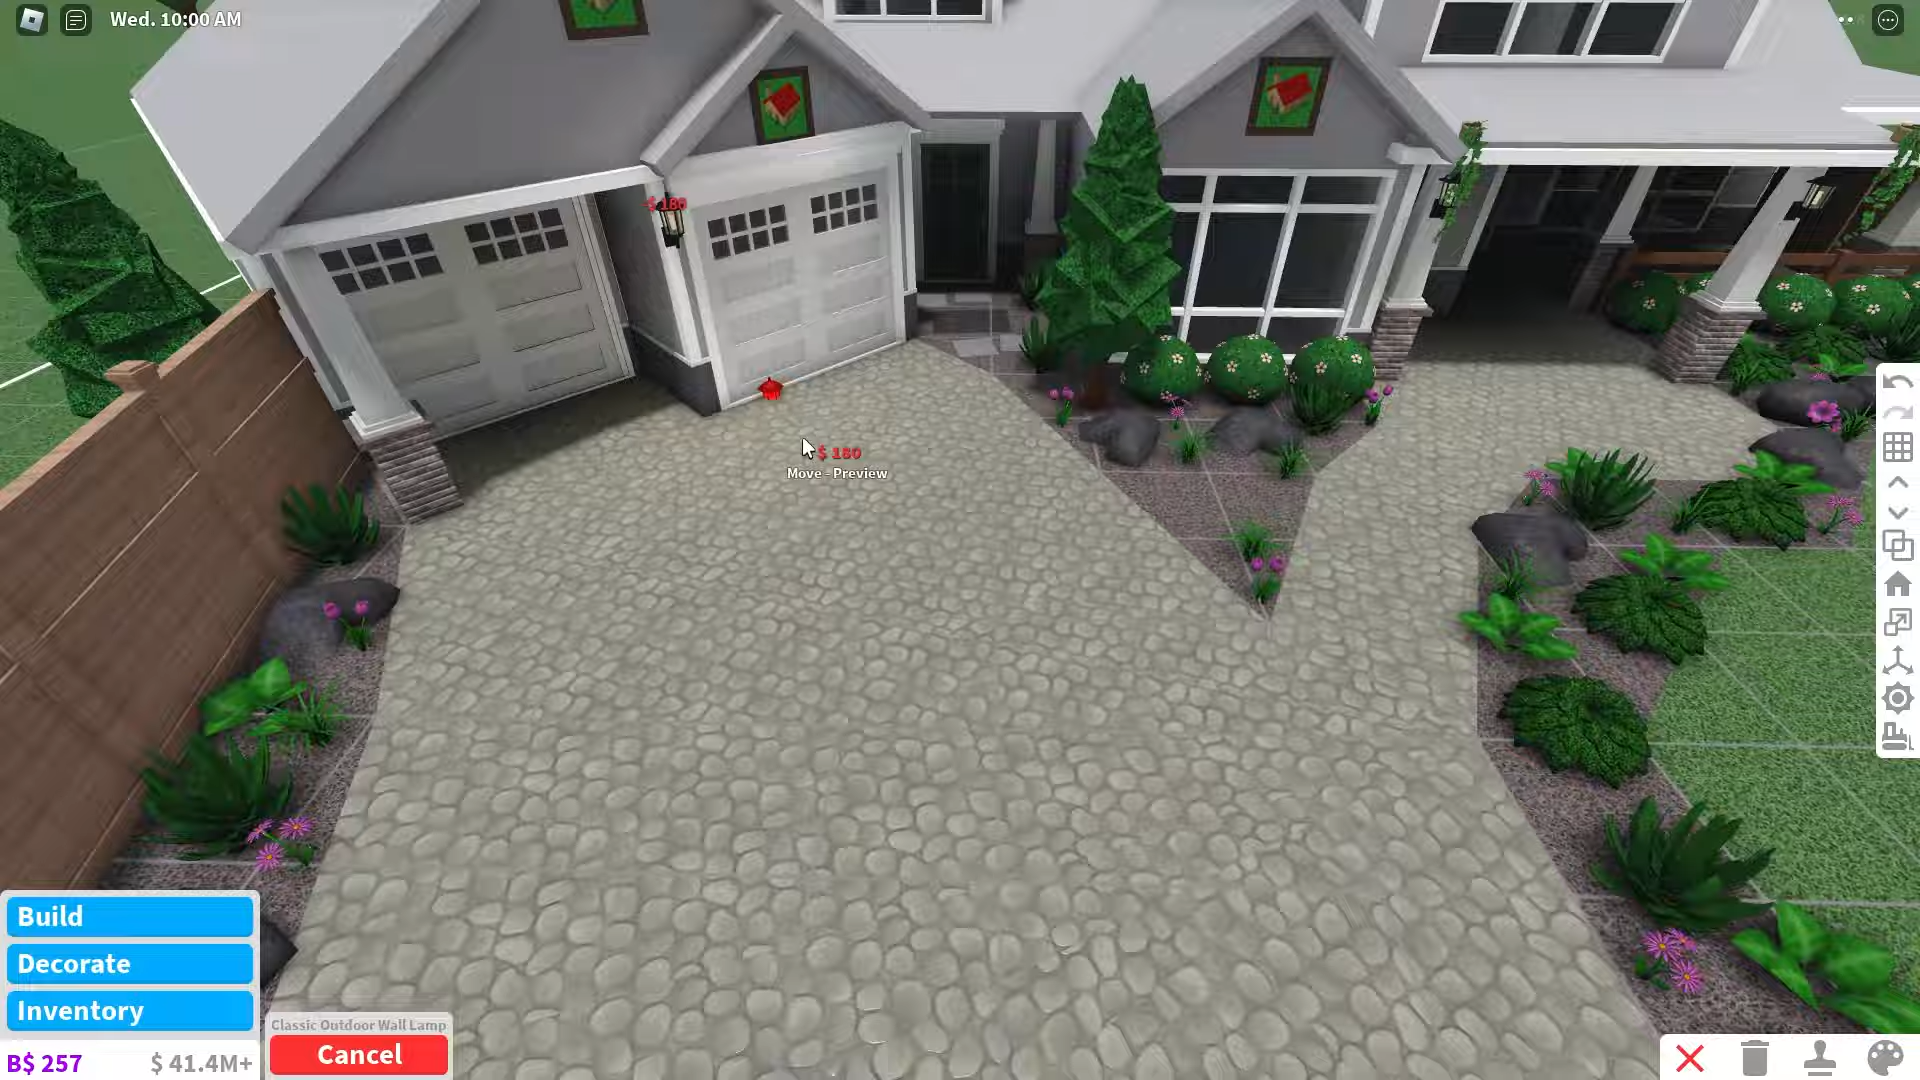 Wed. 10:00 AM
-$ 180
$ 180
Move - Preview
Build
Decorate
Inventory
Classic Outdoor Wall Lamp
Cancel
B$ 257
$ 41.4M+